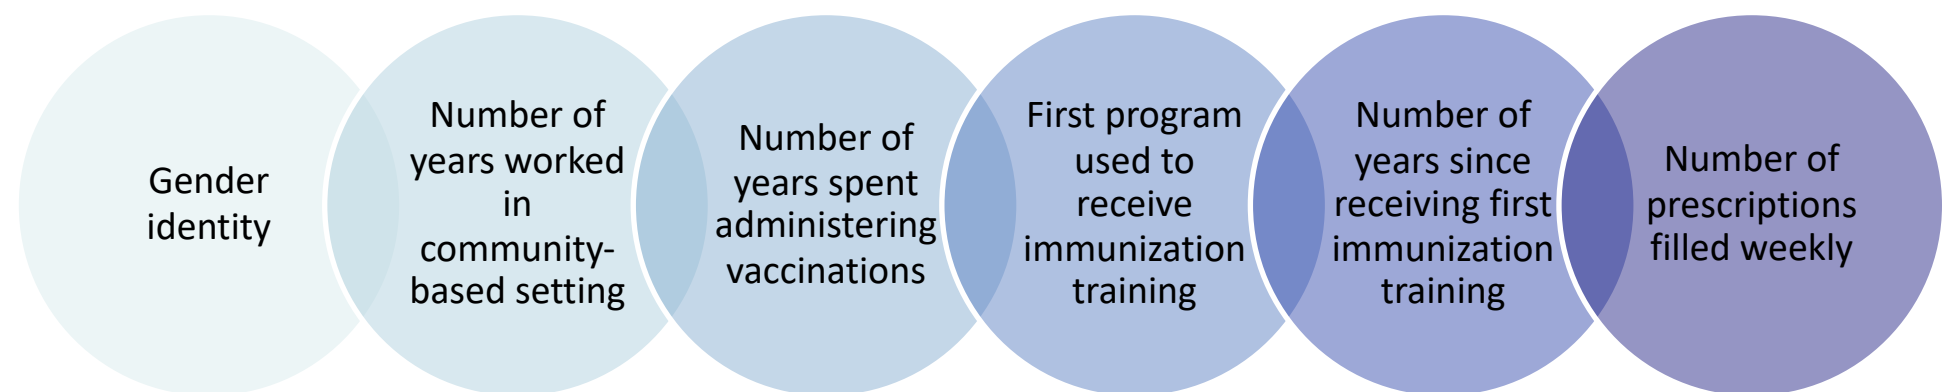 Gender
identity
Number of
years worked
in
community-
based setting
Number of
years spent
administering
vaccinations
First program
used to
receive
immunization
training
Number of
years since
receiving first
immunization
training
Number of
prescriptions
filled weekly